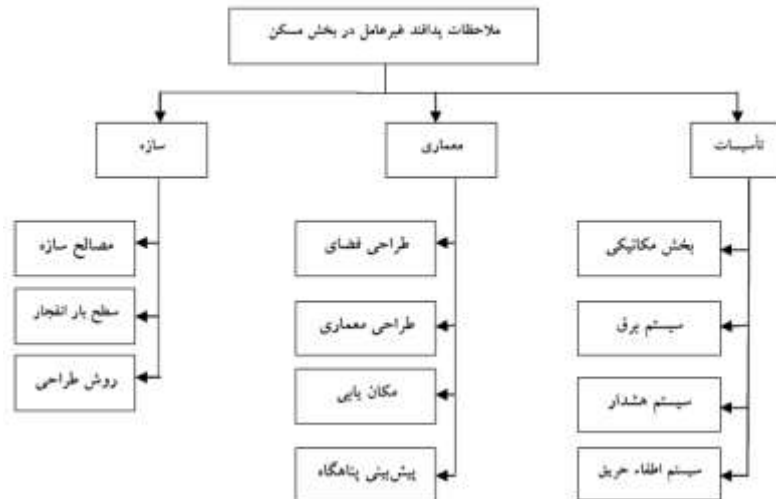 ملاحظات پدافند غیرعامل در بخش مسکن
تأسیسات
معماری
سازه
بخش مکانیکی
سیستم برق
سیستم هشدار
سیستم اطفاء حریق
طراحی فضای
طراحی معماری
مکان یابی
پیش‌بینی پناهگاه
مصالح سازه
سطح بار انفجار
روش طراحی